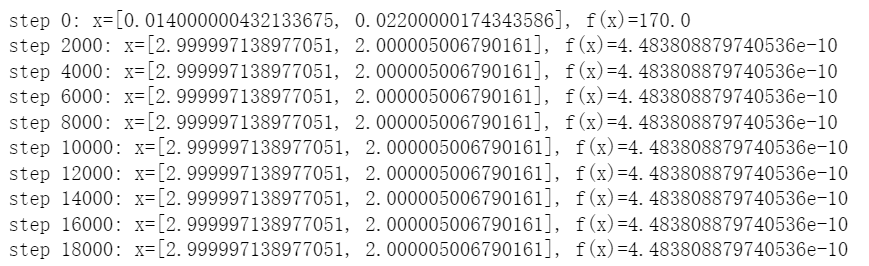 step 0: x=[0.014000000432133675, 0.02200000174343586], f(x)=170.0
step 2000: x=[2.999997138977051, 2.000005006790161], f(x)=4.483808879740536e-10
step 4000: x=[2.999997138977051, 2.000005006790161], f(x)=4.483808879740536e-10
step 6000: x=[2.999997138977051, 2.000005006790161], f(x)=4.483808879740536e-10
step 8000: x=[2.999997138977051, 2.000005006790161], f(x)=4.483808879740536e-10
step 10000: x=[2.999997138977051, 2.000005006790161], f(x)=4.483808879740536e-10
step 12000: x=[2.999997138977051, 2.000005006790161], f(x)=4.483808879740536e-10
step 14000: x=[2.999997138977051, 2.000005006790161], f(x)=4.483808879740536e-10
step 16000: x=[2.999997138977051, 2.000005006790161], f(x)=4.483808879740536e-10
step 18000: x=[2.999997138977051, 2.000005006790161], f(x)=4.483808879740536e-10